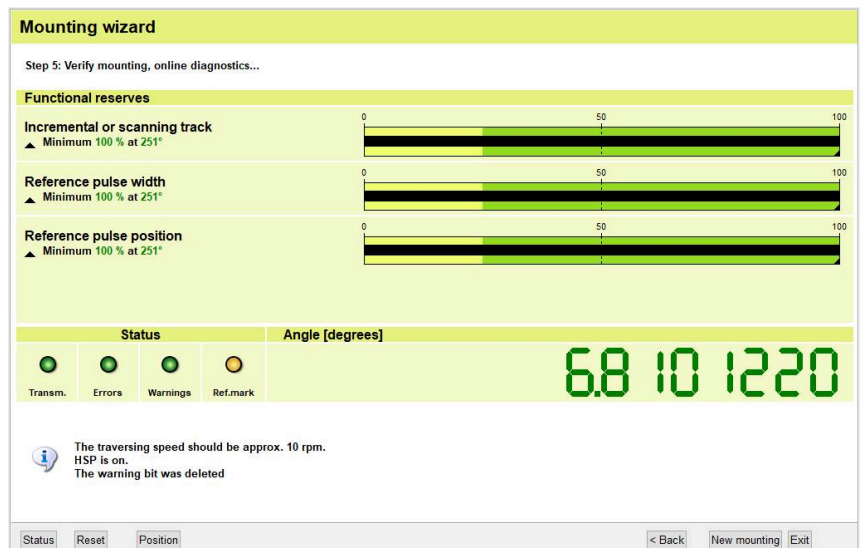 Mounting wizard
Step 5: Verify mounting, online diagnostics...
Functional reserves
Incremental or scanning track
Minimum 100 % at 251°
0 50 100
Reference pulse width
Minimum 100 % at 251°
0 50 100
Reference pulse position
Minimum 100 % at 251°
0 50 100
Status Angle [degrees]
Transm. Errors Warnings Ref.mark
6.8101220
The traversing speed should be approx. 10 rpm.
HSP is on.
The warning bit was deleted
Status Reset Position < Back New mounting Exit